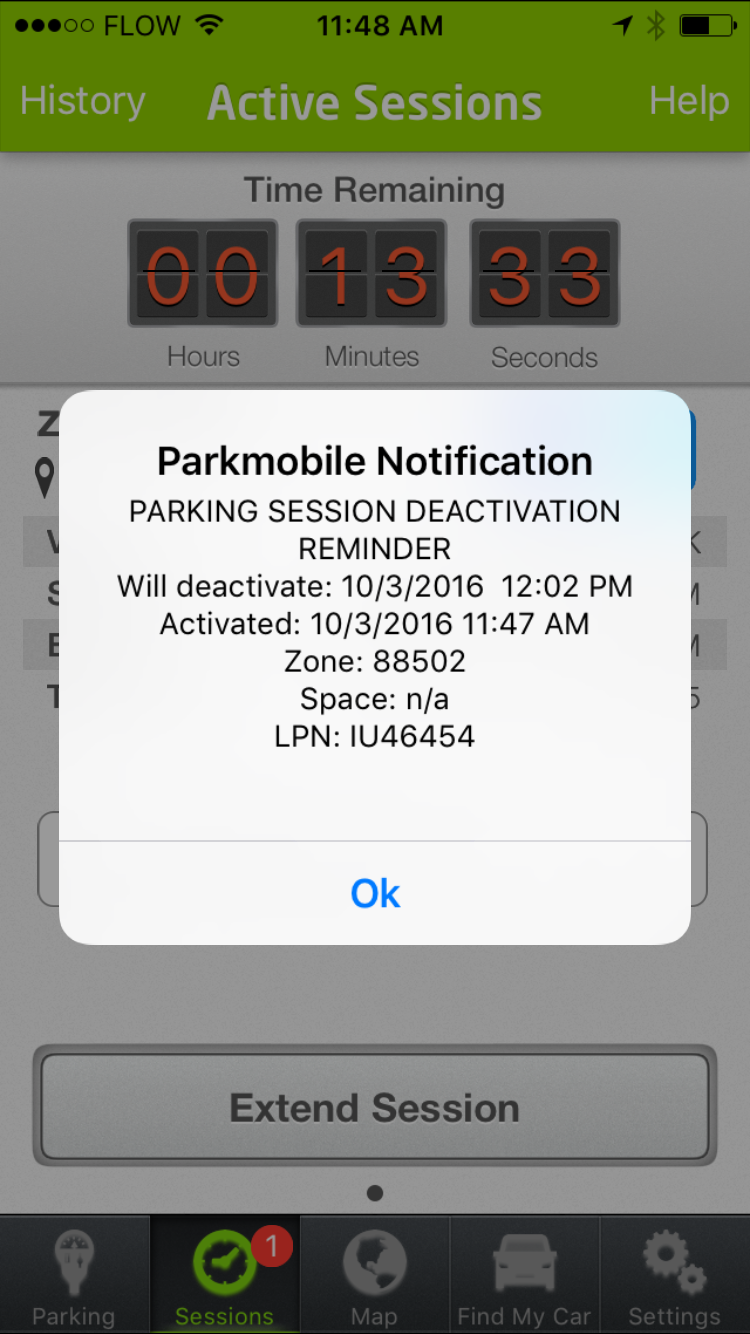 FLOW 11:48 AM
History Active Sessions Help
Time Remaining
00 13 33
Hours Minutes Seconds
Z
Parkmobile Notification
PARKING SESSION DEACTIVATION
REMINDER
Will deactivate: 10/3/2016  12:02 PM
Activated: 10/3/2016 11:47 AM
Zone: 88502
Space: n/a
LPN: IU46454
Ok
Extend Session
1
Parking Sessions Map Find My Car Settings